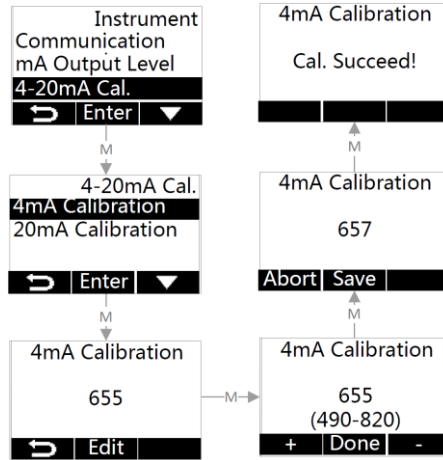 Instrument
Communication
mA Output Level
4-20mA Cal.
Enter
M
4-20mA Cal.
4mA Calibration
20mA Calibration
Enter
M
4mA Calibration
655
Edit
M
4mA Calibration
655
(490-820)
+ Done -
M
4mA Calibration
657
Abort Save
M
4mA Calibration
Cal. Succeed!